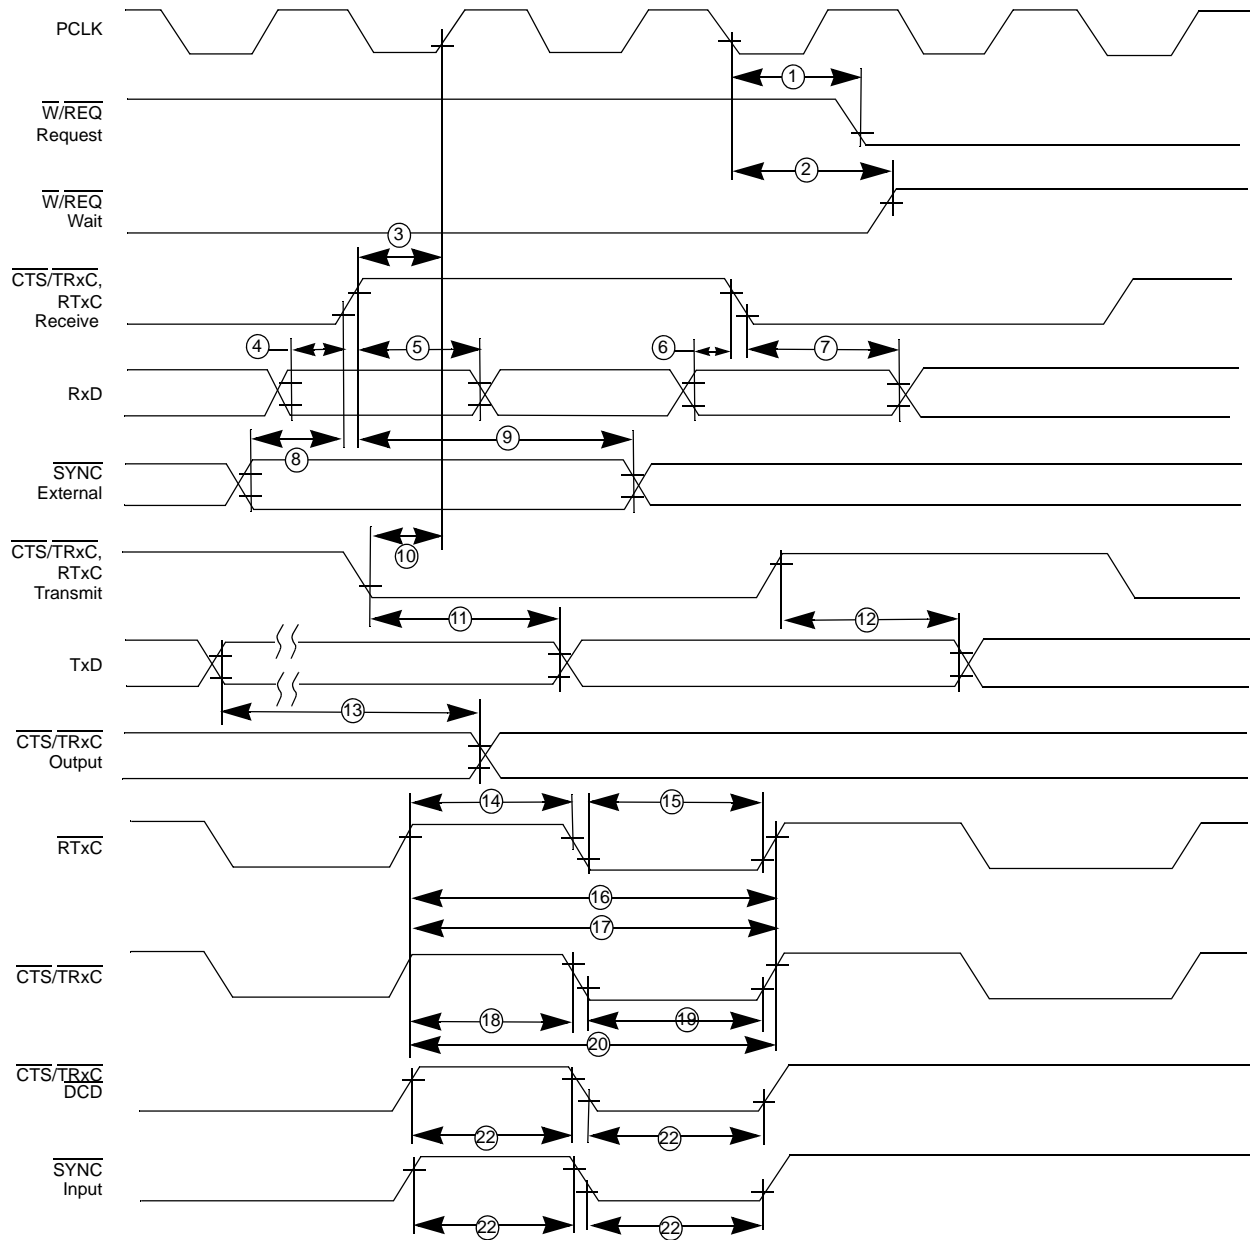 PCLK
1
W/REQ
Request
2
W/REQ
Wait
3
CTS/TRxC,
RTxC
Receive
4
5
6
7
RxD
8
9
SYNC
External
10
CTS/TRxC,
RTxC
Transmit
11
12
TxD
13
CTS/TRxC
Output
14
15
RTxC
16
17
CTS/TRxC
18
19
20
CTS/TRxC
DCD
22
22
SYNC
Input
22
22